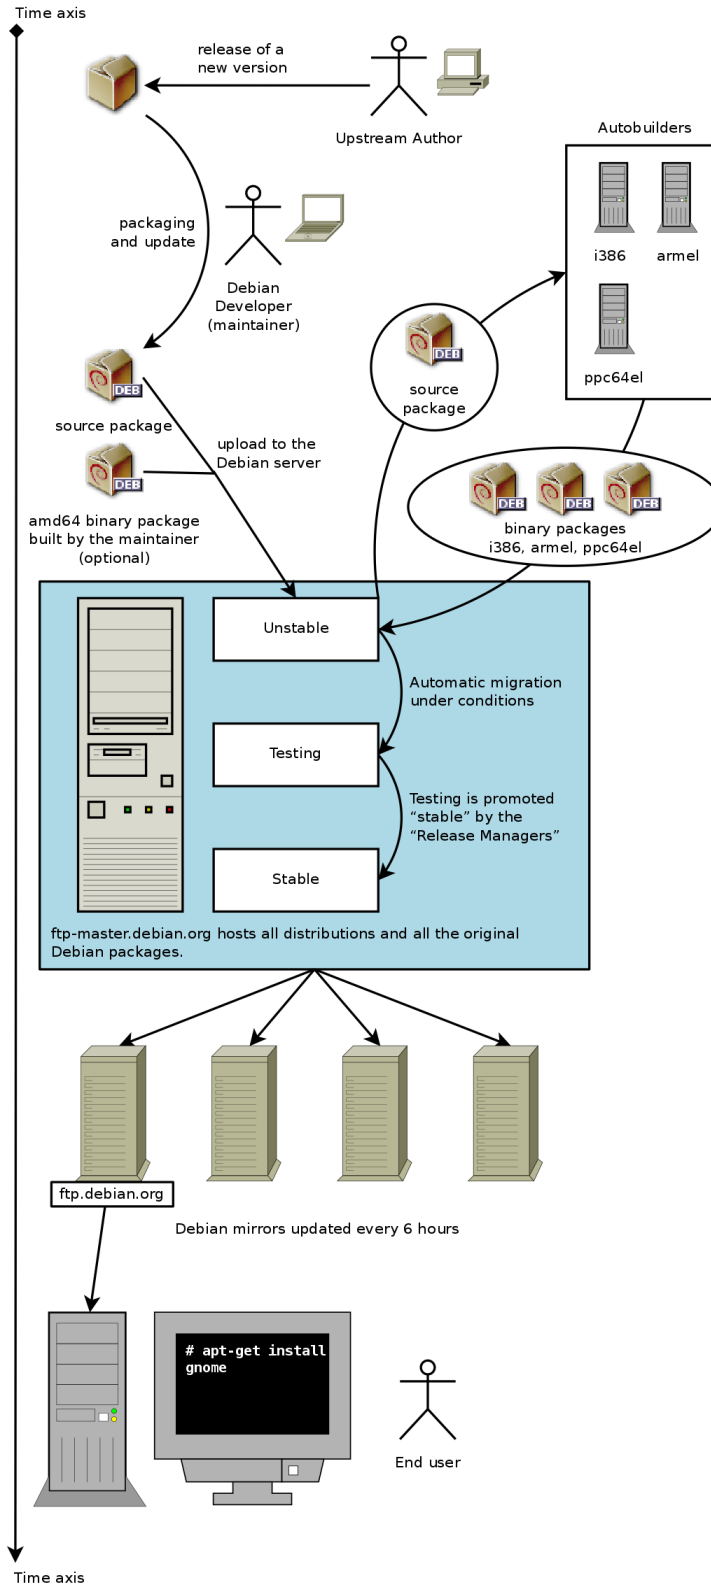 Time axis
release of a
new version
Upstream Author
Autobuilders
i386
armel
ppc64el
packaging
and update
Debian
Developer
(maintainer)
DEB
source package
DEB
source
package
upload to the
Debian server
DEB
amd64 binary package
built by the maintainer
(optional)
DEB
DEB
DEB
binary packages
i386, armel, ppc64el
Unstable
Automatic migration
under conditions
Testing
Testing is promoted
“stable” by the
“Release Managers”
Stable
ftp-master.debian.org hosts all distributions and all the original
Debian packages.
ftp.debian.org
Debian mirrors updated every 6 hours
# apt-get install
gnome
End user
Time axis